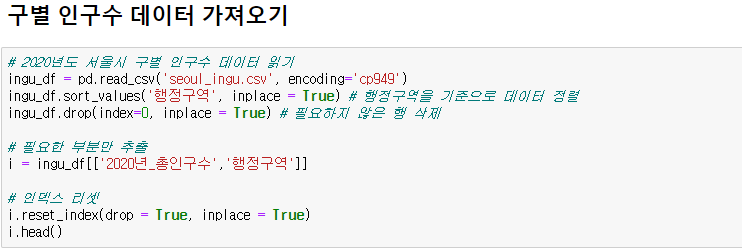 구별 인구수 데이터 가져오기
# 2020년도 서울시 구별 인구수 데이터 읽기
ingu_df = pd.read_csv('seoul_ingu.csv', encoding='cp949')
ingu_df.sort_values('행정구역', inplace = True) # 행정구역을 기준으로 데이터 정렬
ingu_df.drop(index=0, inplace = True) # 필요하지 않은 행 삭제
# 필요한 부분만 추출
i = ingu_df[['2020년_총인구수','행정구역']]
# 인덱스 리셋
i.reset_index(drop = True, inplace = True)
i.head()